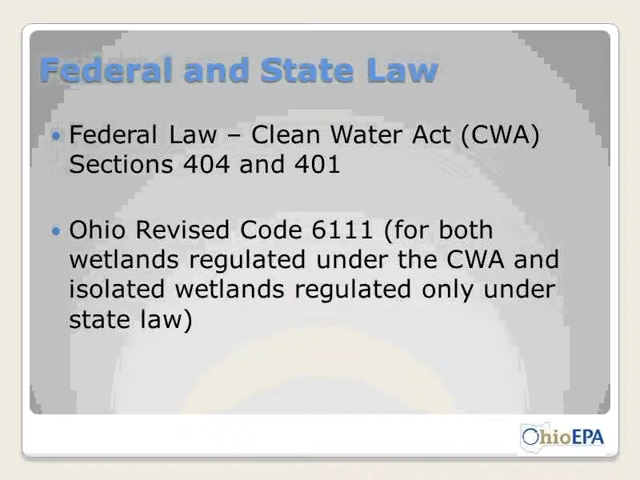 Federal and State Law
• Federal Law – Clean Water Act (CWA)
Sections 404 and 401
• Ohio Revised Code 6111 (for both
wetlands regulated under the CWA and
isolated wetlands regulated only under
state law)
OhioEPA